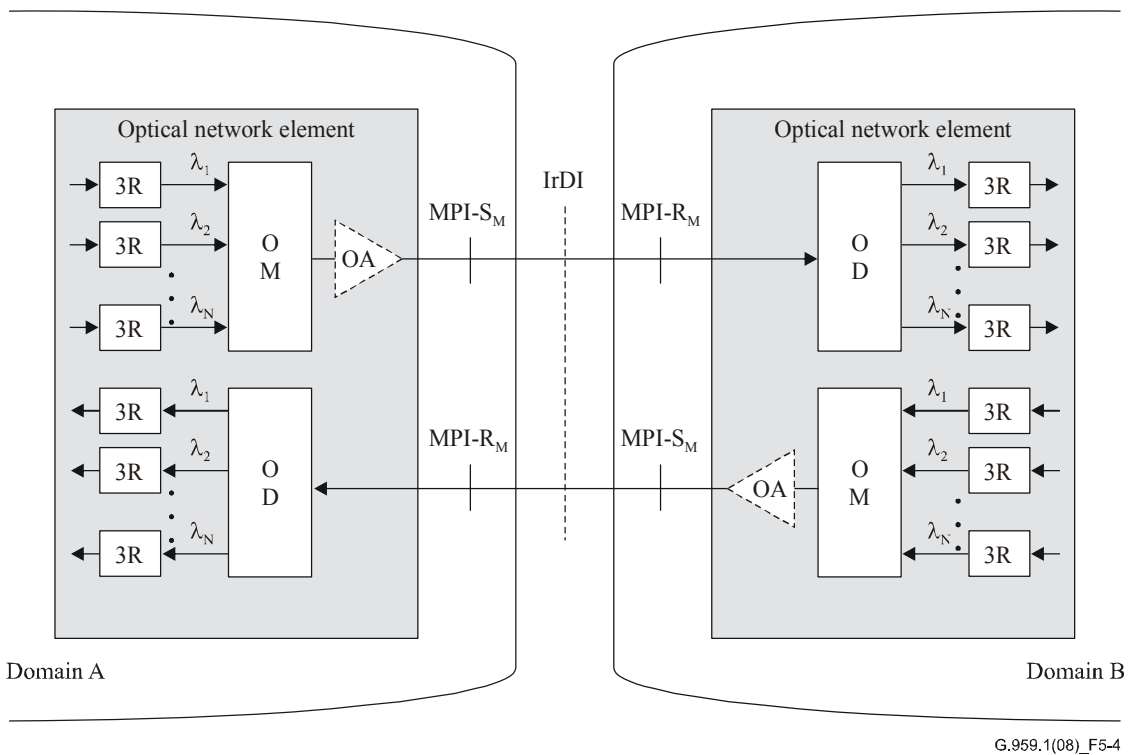 Optical network element
Optical network element
λ1
3R
λ2
3R
λN
3R
O
M
OA
MPI-SM
IrDI
MPI-RM
O
D
λ1
3R
λ2
3R
λN
3R
λ1
3R
λ2
3R
λN
3R
O
D
MPI-RM
MPI-SM
OA
O
M
λ1
3R
λ2
3R
λN
3R
Domain A
Domain B
G.959.1(08)_F5-4